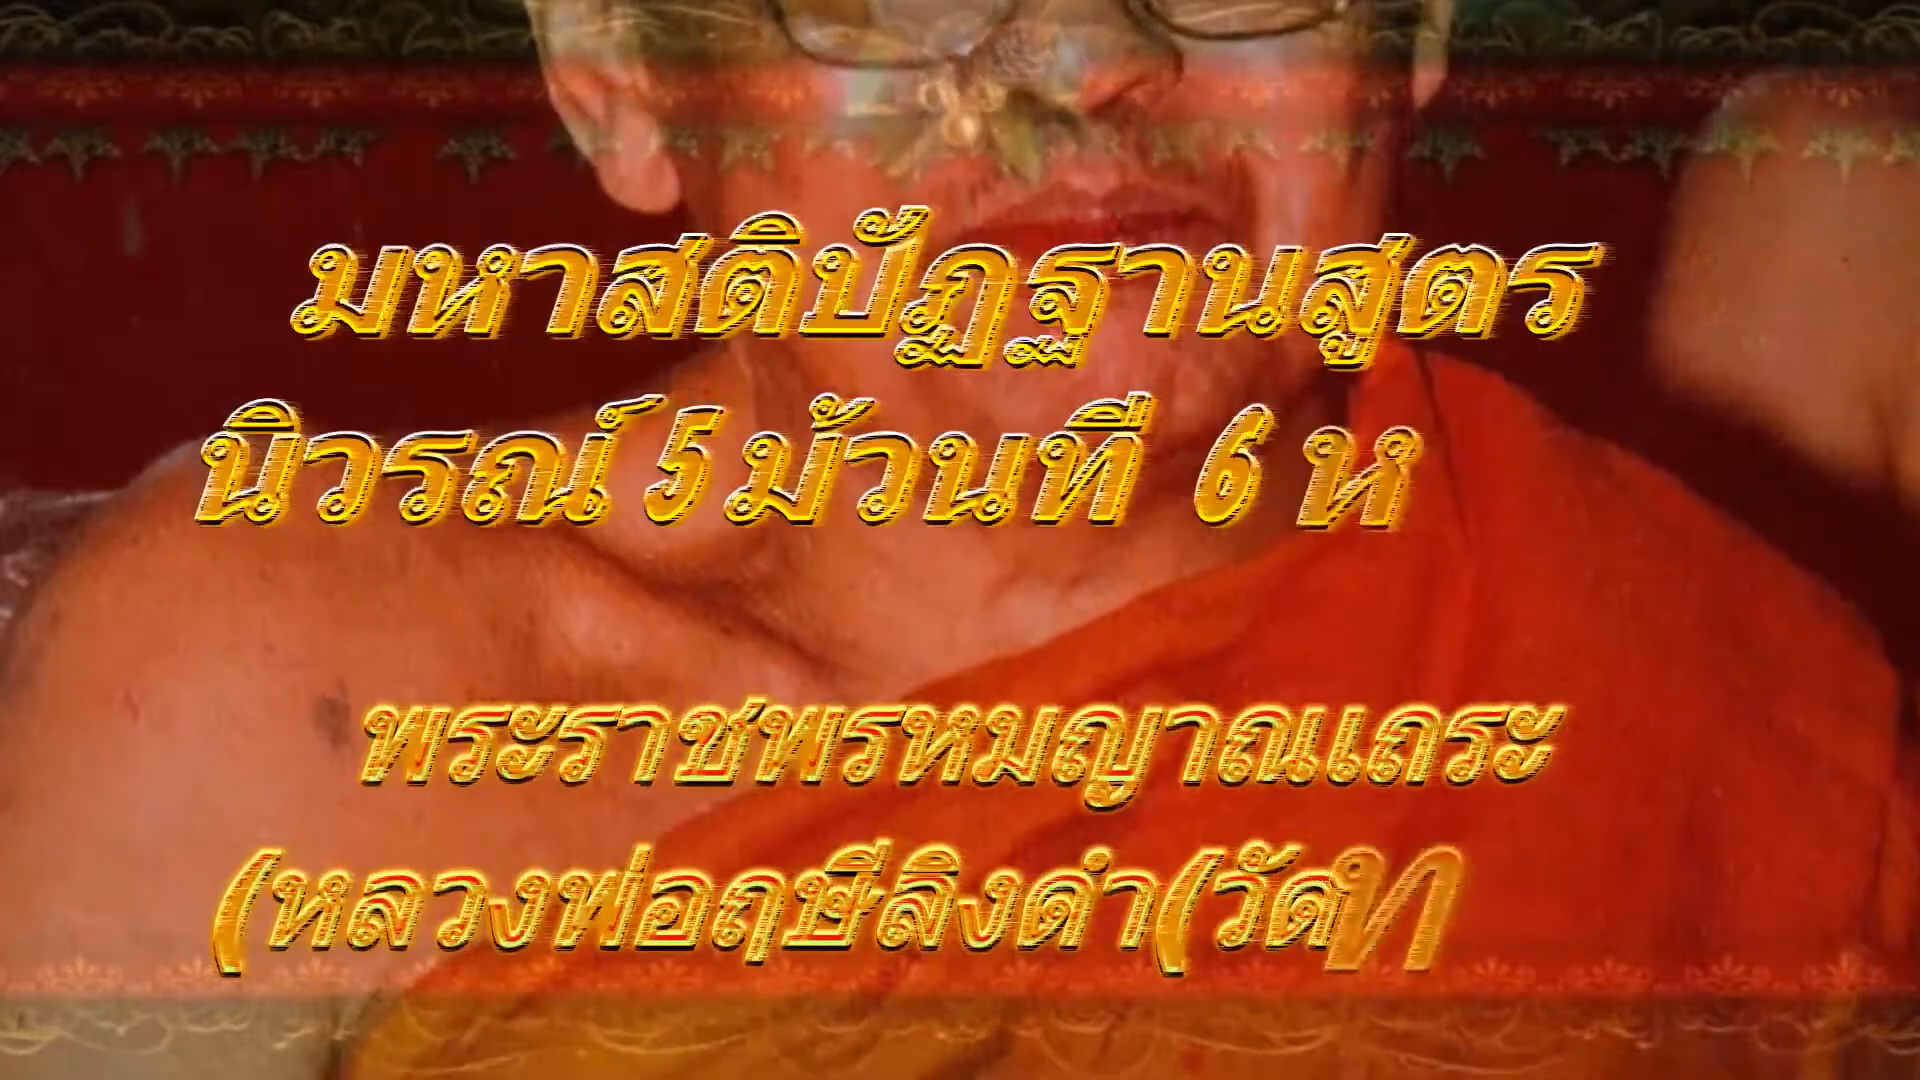 มหาสติปัฏฐานสูตร
นิวรณ์ 5 ม้วนที่ 6 ห
พระราชพรหมญาณเถระ
(หลวงพ่อฤษีลิงดำ(วัดท